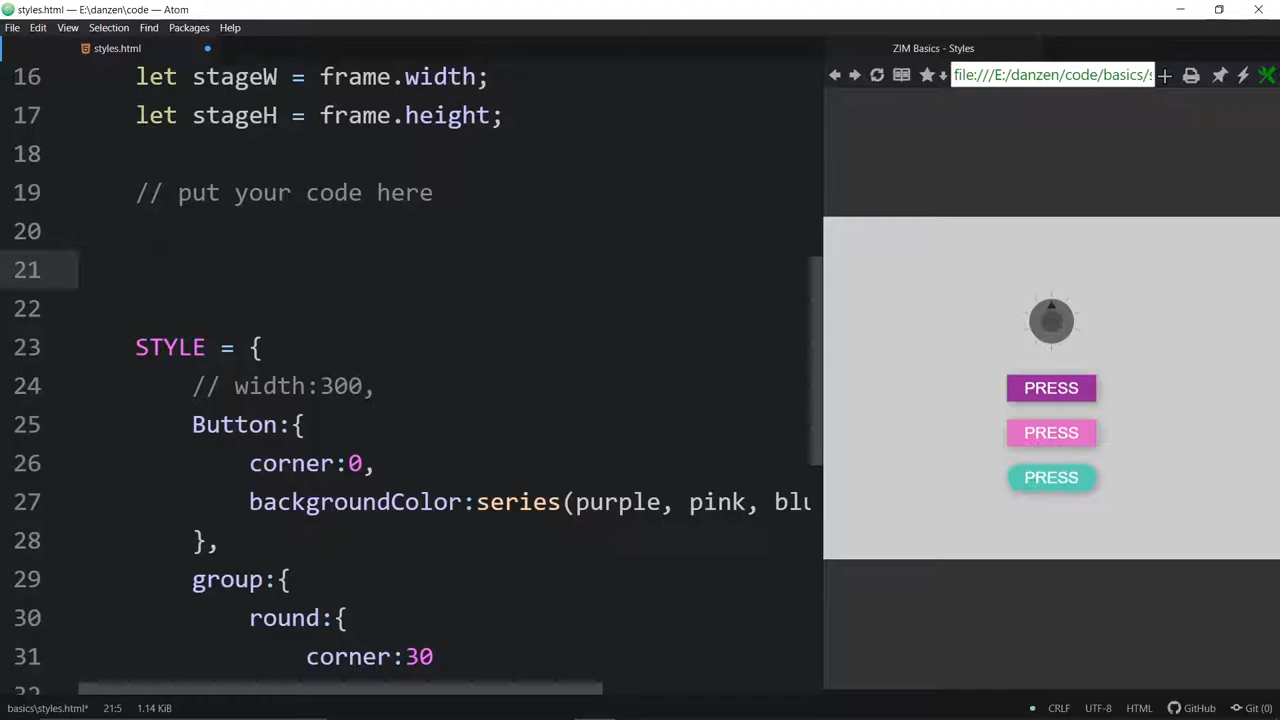 styles.html — E:\danzen\code — Atom
File Edit View Selection Find Packages Help
styles.html
ZIM Basics - Styles
file:///E:/danzen/code/basics/s
16 let stageW = frame.width;
17 let stageH = frame.height;
18
19 // put your code here
20
21
22
23 STYLE = {
24 // width:300,
25 Button:{
26 corner:0,
27 backgroundColor:series(purple, pink, blu
28 },
29 group:{
30 round:{
31 corner:30
PRESS
PRESS
PRESS
basics\styles.html* 21:5 1.14 KiB
CRLF UTF-8 HTML GitHub Git (0)